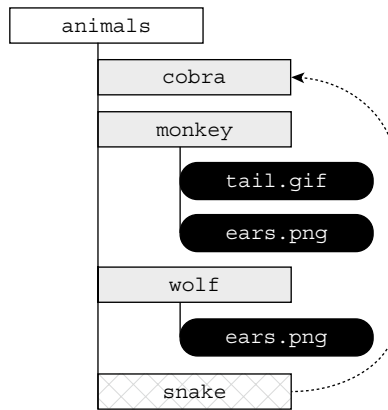 animals
cobra
monkey
tail.gif
ears.png
wolf
ears.png
snake